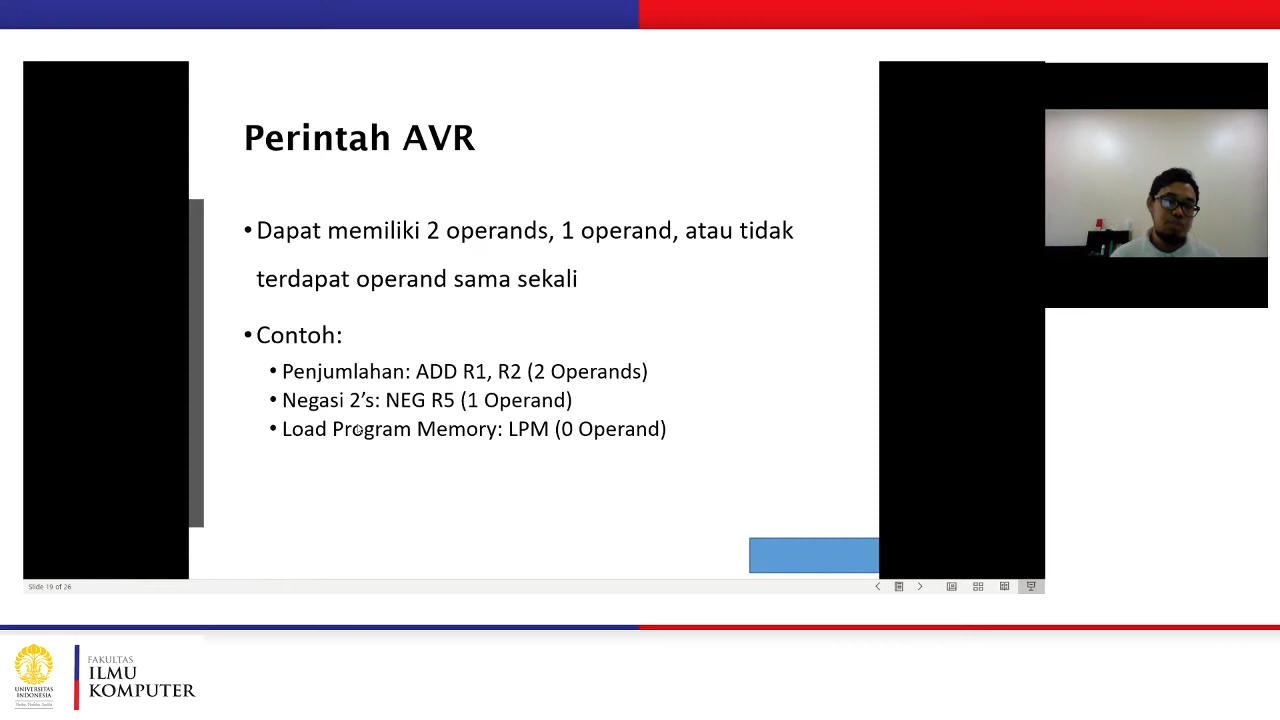 Perintah AVR
• Dapat memiliki 2 operands, 1 operand, atau tidak
terdapat operand sama sekali
• Contoh:
• Penjumlahan: ADD R1, R2 (2 Operands)
• Negasi 2’s: NEG R5 (1 Operand)
• Load Program Memory: LPM (0 Operand)
Slide 19 of 26
UNIVERSITAS
INDONESIA
FAKULTAS
ILMU
KOMPUTER